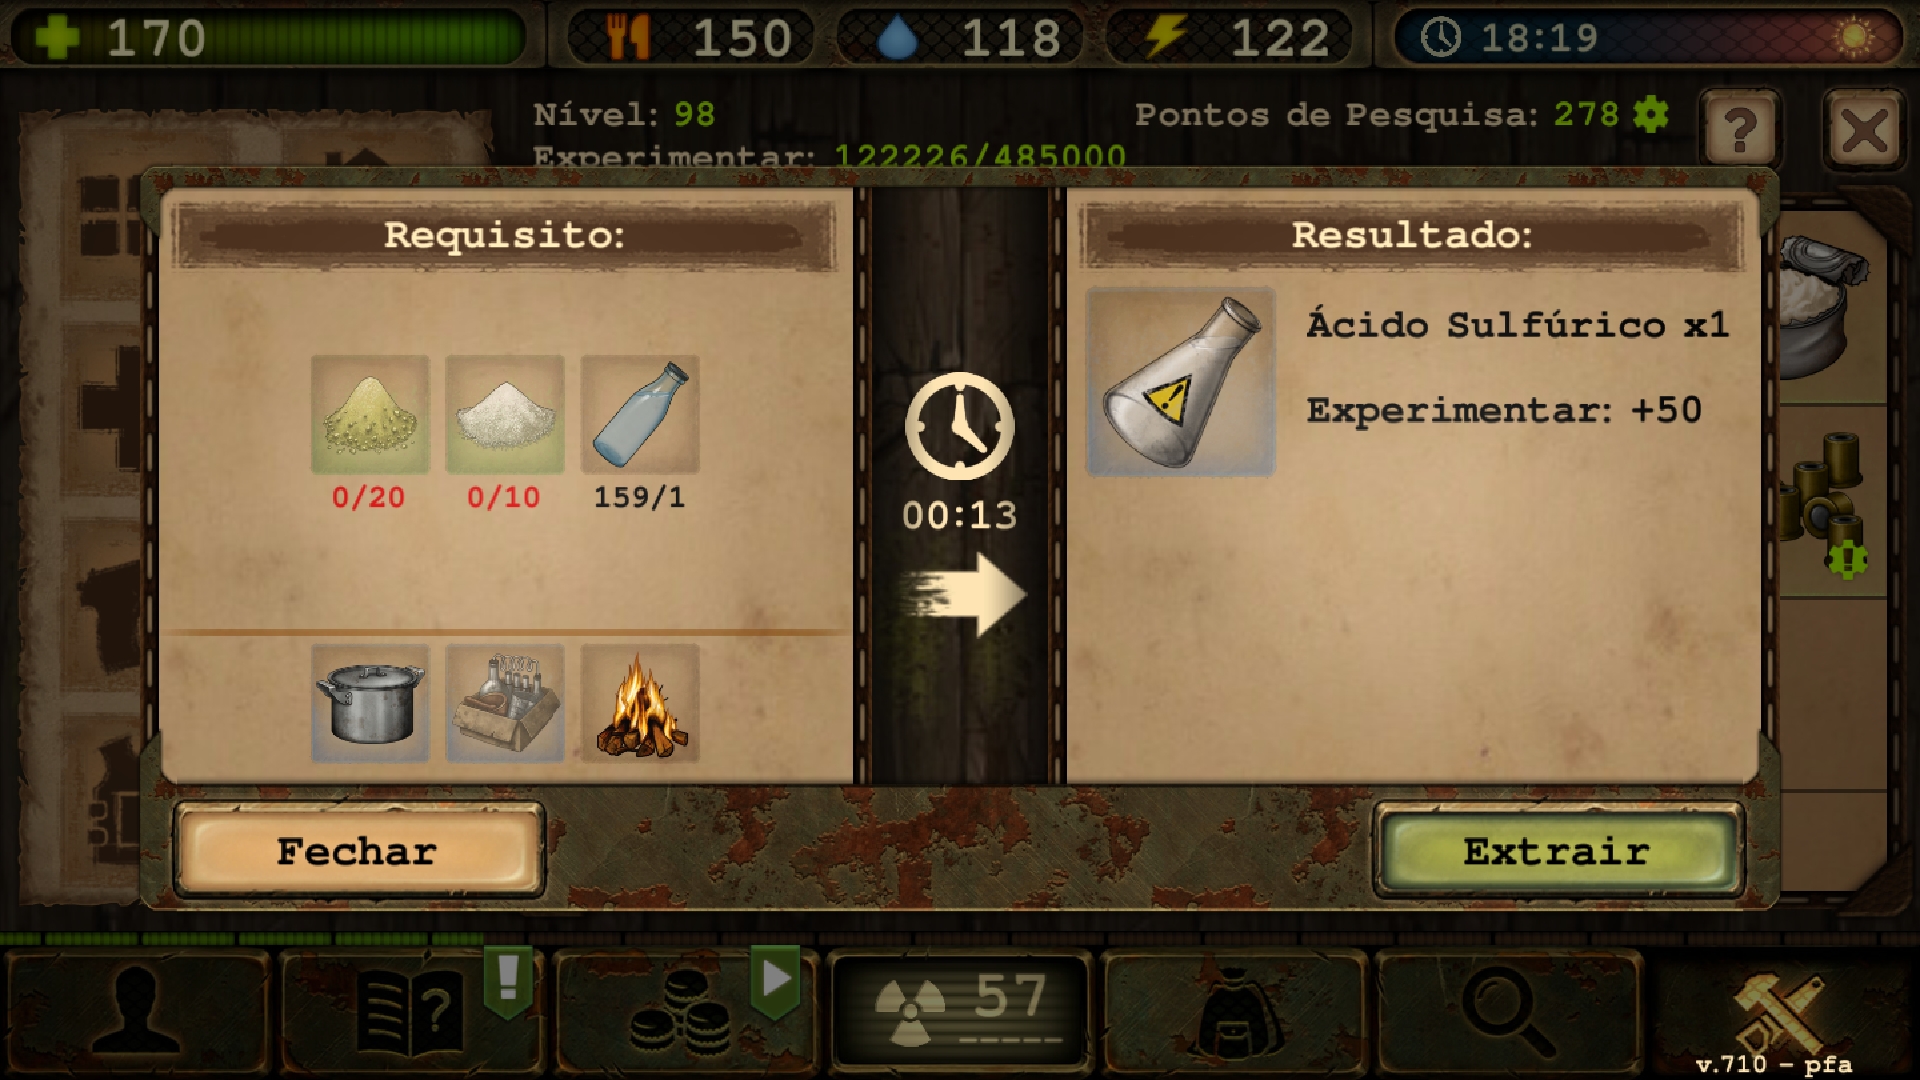 170
150
118
122
18:19
Nível: 98
Pontos de Pesquisa: 278
?
Experimentar: 122226/485000
Requisito:
Resultado:
Ácido Sulfúrico x1
Experimentar: +50
0/20
0/10
159/1
00:13
Fechar
Extrair
57
v.710 - pfa